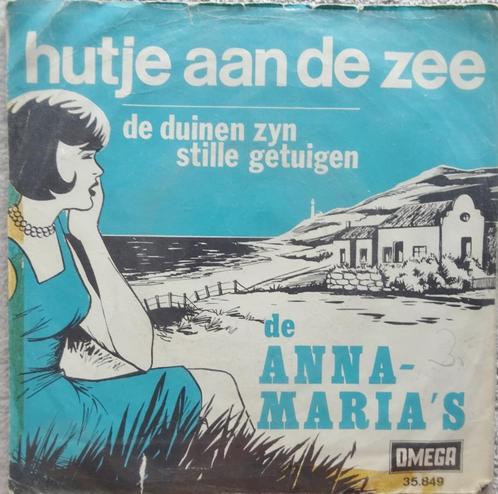 hutje aan de zee
de duinen zyn
stille getuigen
de
ANNA-
MARIA'S
OMEGA
35.849